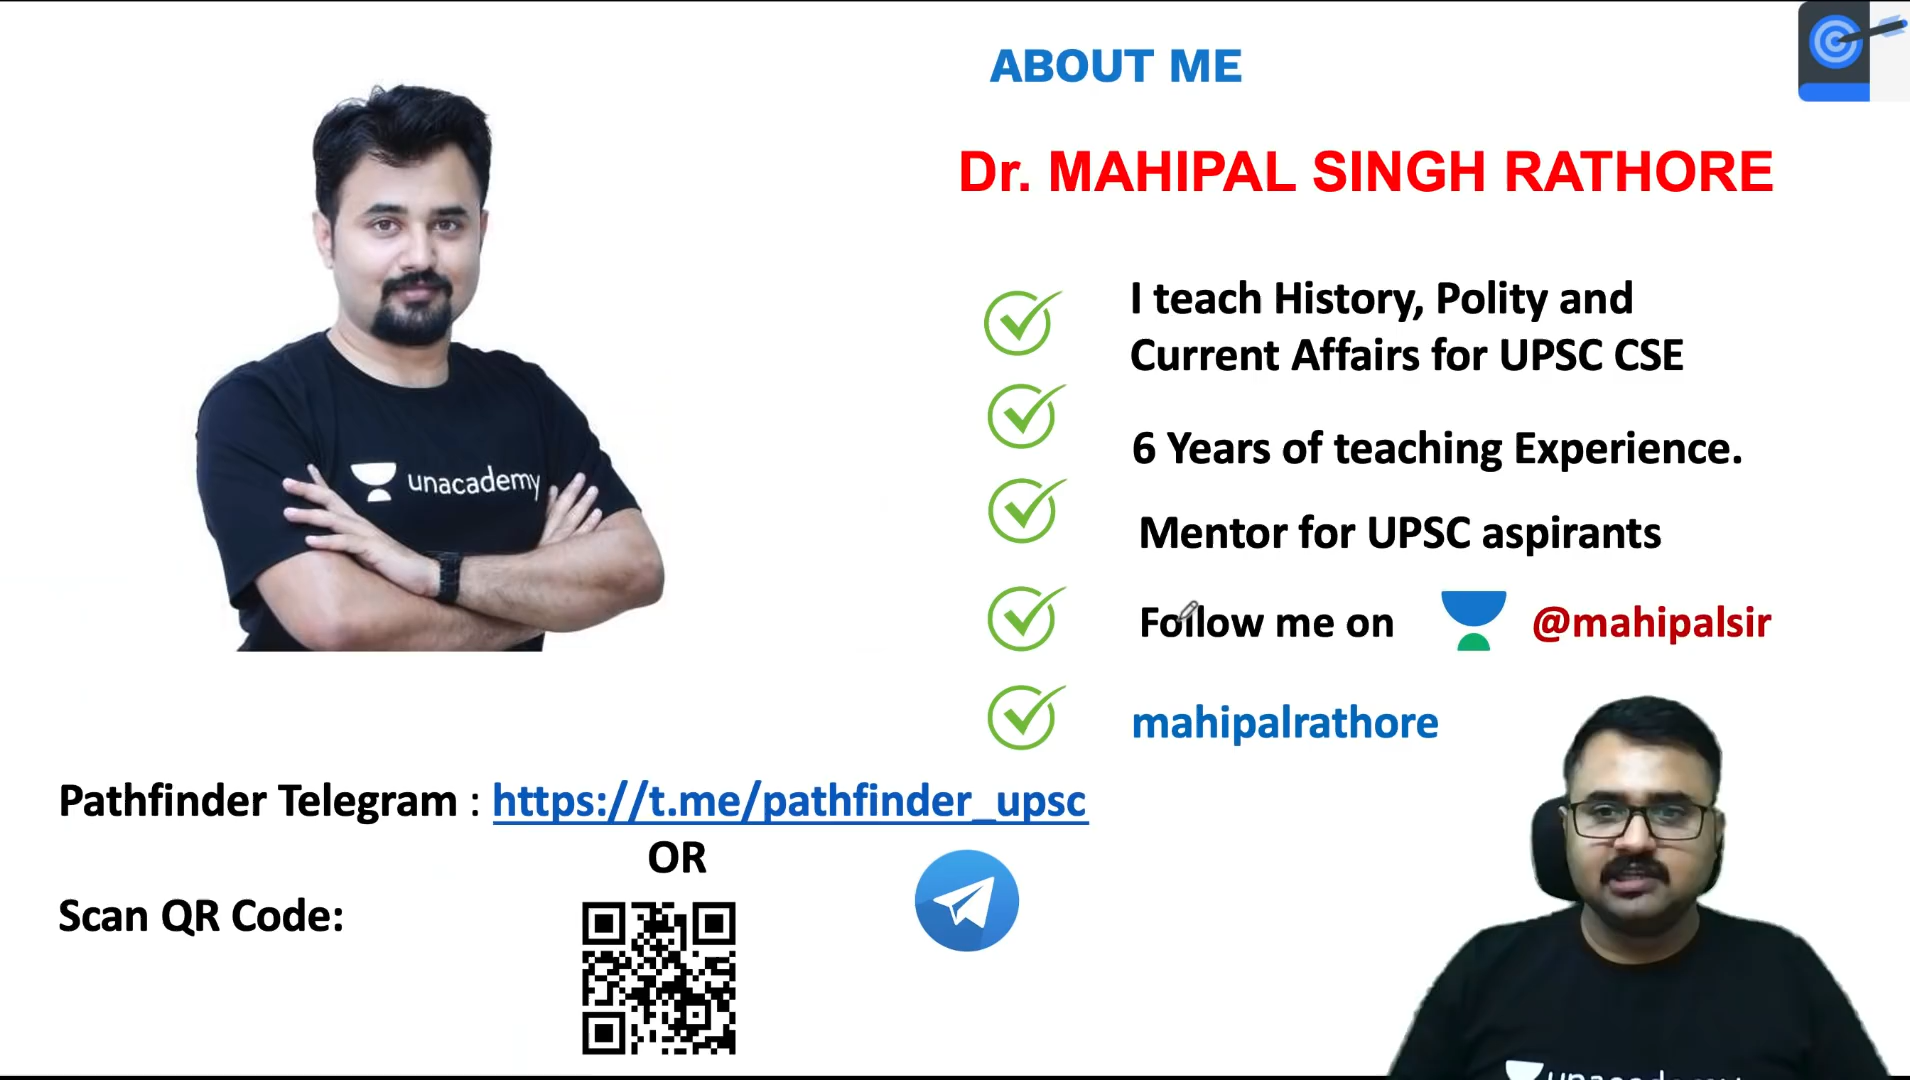 ABOUT ME
Dr. MAHIPAL SINGH RATHORE
I teach History, Polity and
Current Affairs for UPSC CSE
6 Years of teaching Experience.
Mentor for UPSC aspirants
Follow me on @mahipalsir
mahipalrathore
unacademy
Pathfinder Telegram : https://t.me/pathfinder_upsc
OR
Scan QR Code:
unacademy